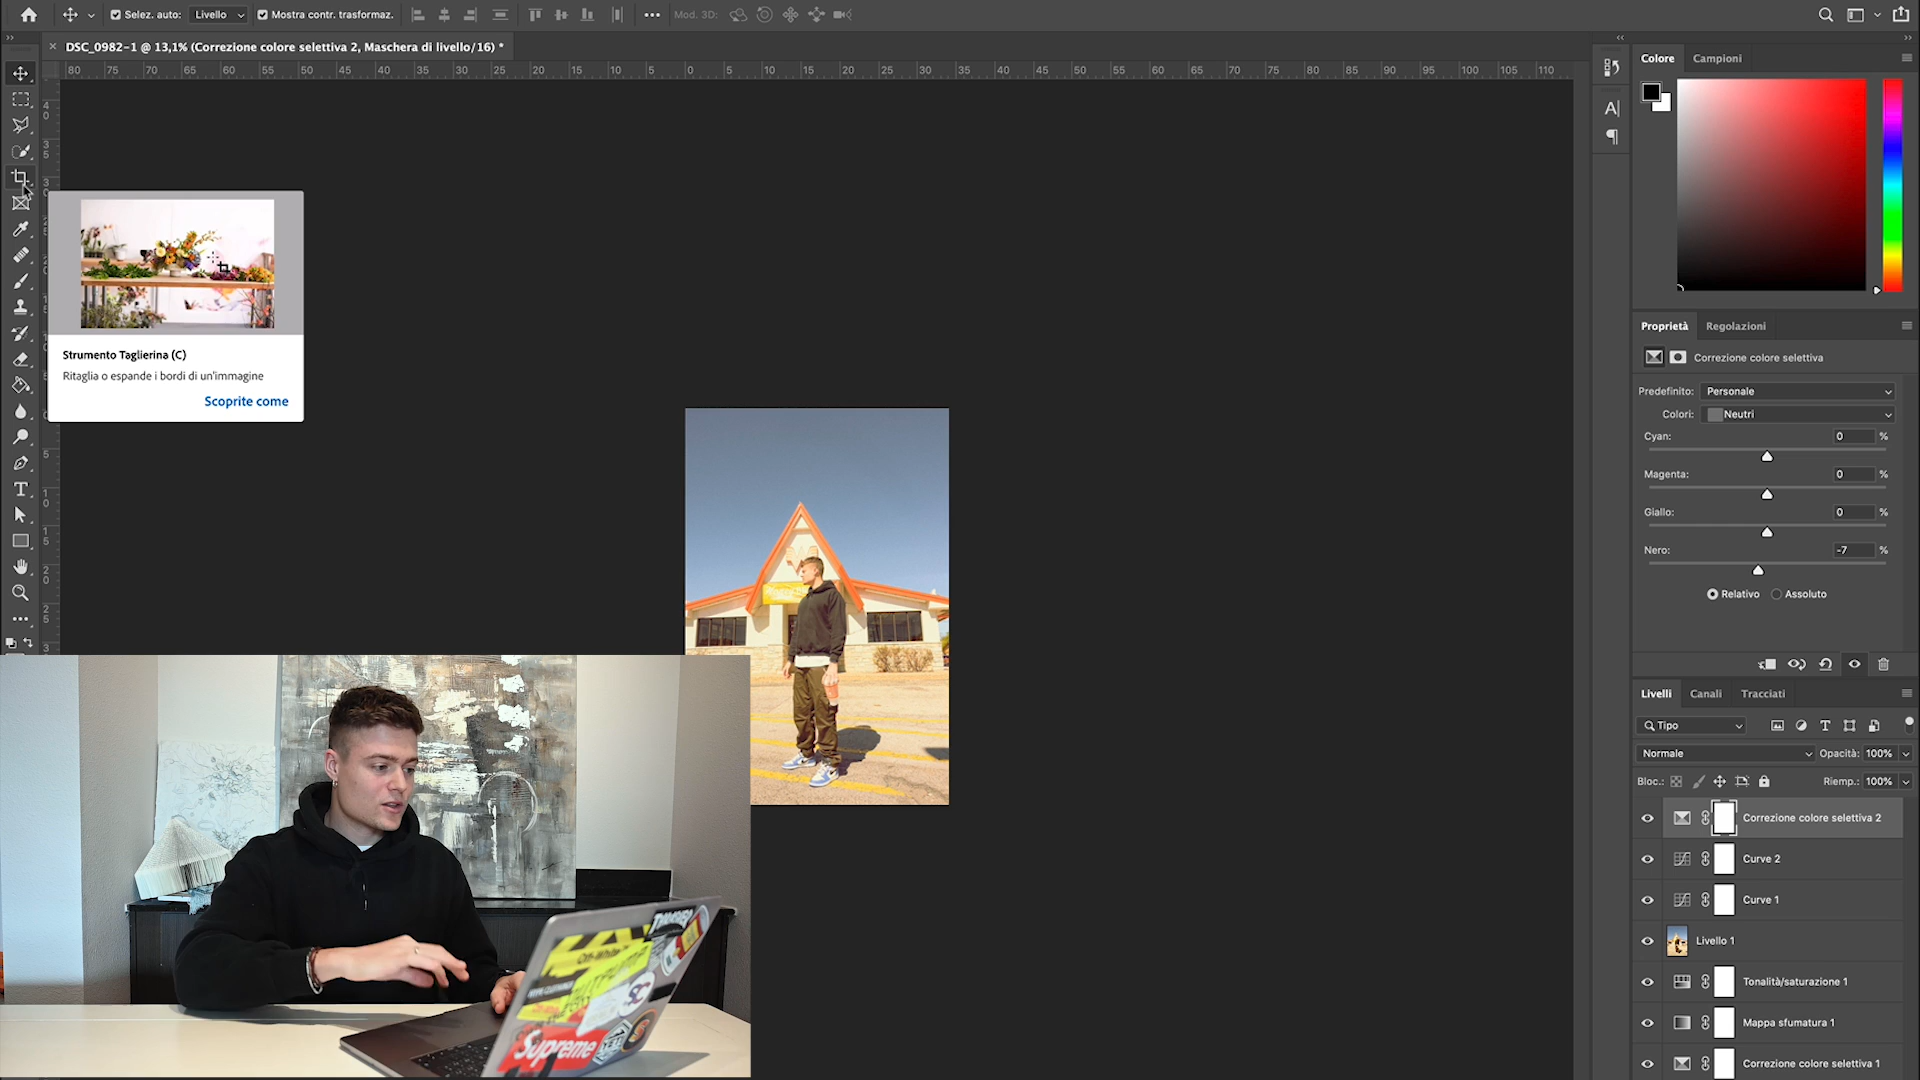 Selez. auto: Livello Mostra contr. trasformaz. Mod. 3D:
DSC_0982-1 @ 13,1% (Correzione colore selettiva 2, Maschera di livello/16) *
80 75 70 65 60 55 50 45 40 35 30 25 20 15 10 5 0 5 10 15 20 25 30 35 40 45 50 55 60 65 70 75 80 85 90 95 100 105 110
Strumento Taglierina (C)
Ritaglia o espande i bordi di un'immagine
Scoprite come
Colore Campioni
Proprietà Regolazioni
Correzione colore selettiva
Predefinito: Personale
Colori: Neutri
Cyan: 0 %
Magenta: 0 %
Giallo: 0 %
Nero: -7 %
Relativo Assoluto
Livelli Canali Tracciati
Tipo
Normale Opacità: 100%
Bloc.: Riemp.: 100%
Correzione colore selettiva 2
Curve 2
Curve 1
Livello 1
Tonalità/saturazione 1
Mappa sfumatura 1
Correzione colore selettiva 1
Supreme